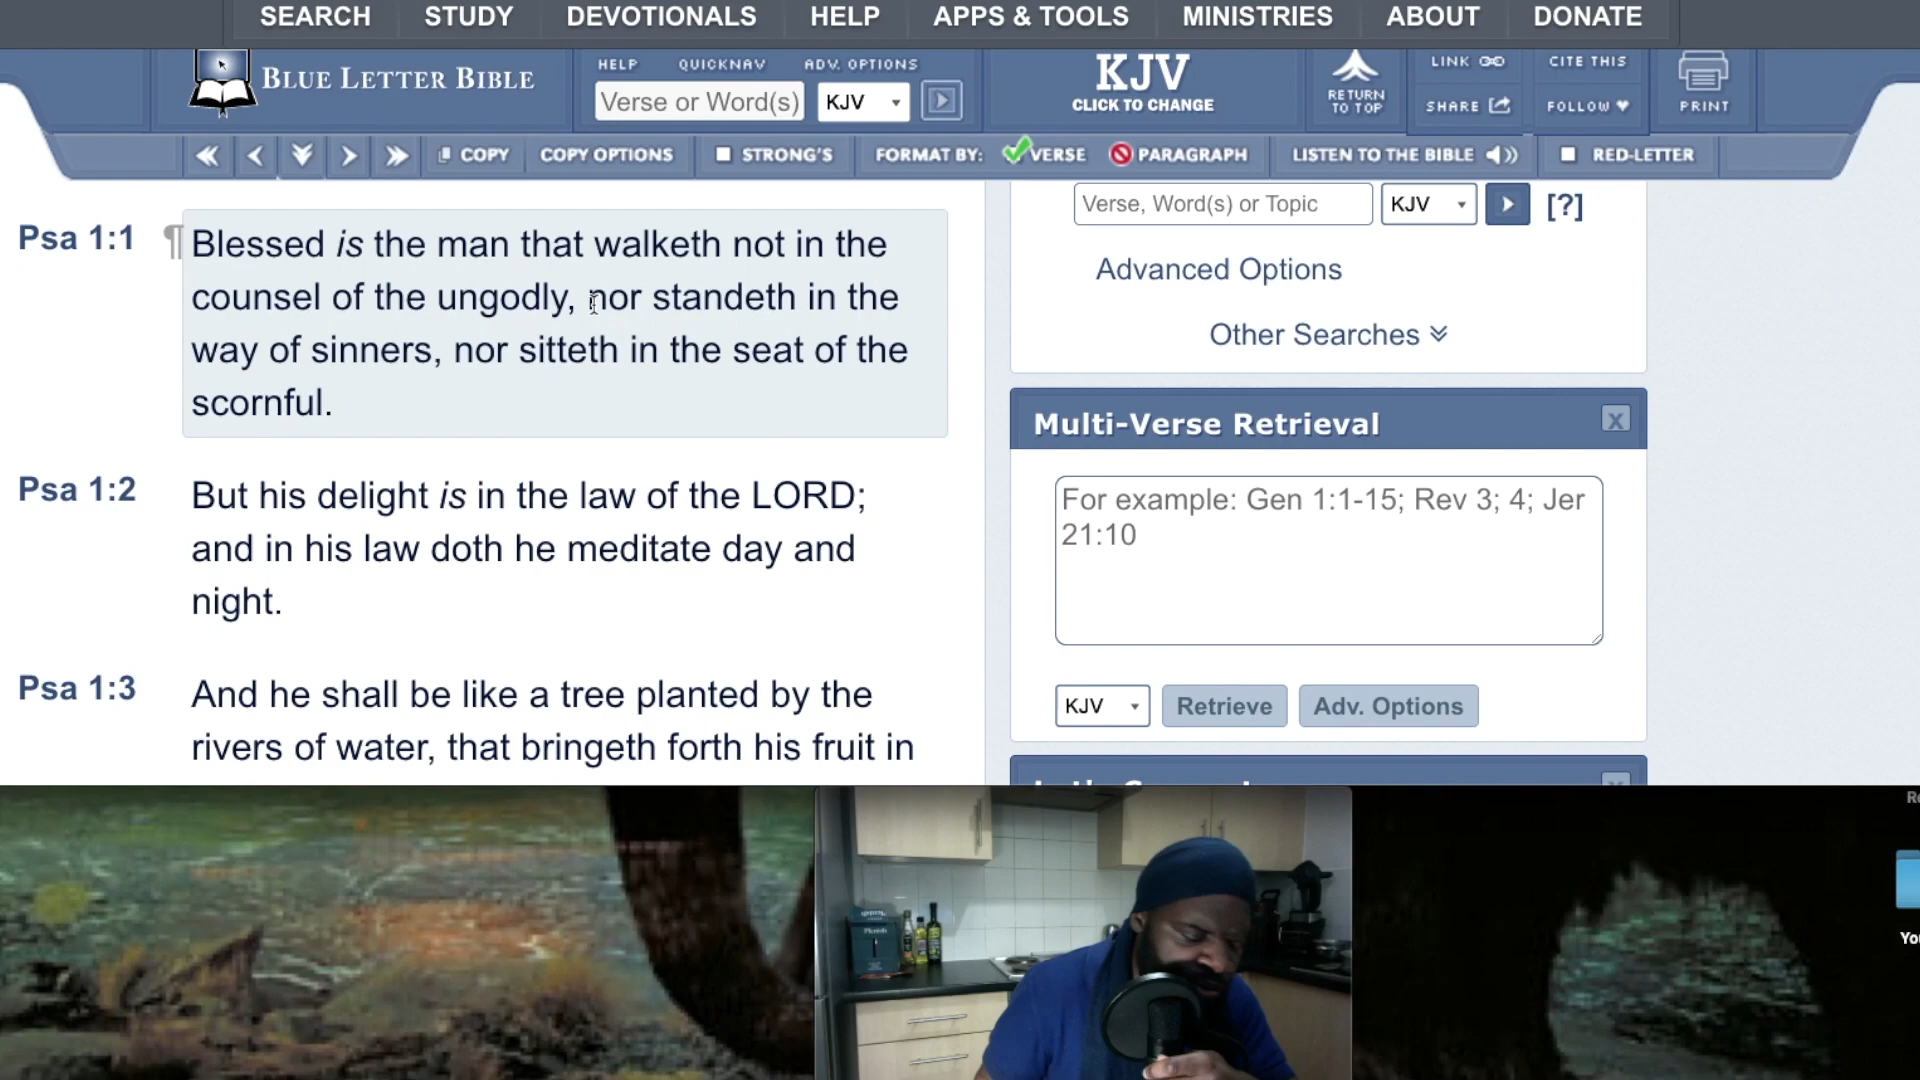 SEARCH STUDY DEVOTIONALS HELP APPS & TOOLS MINISTRIES ABOUT DONATE
BLUE LETTER BIBLE
HELP QUICKNAV ADV. OPTIONS
Verse or Word(s) KJV
KJV
CLICK TO CHANGE
RETURN
TO TOP
LINK CITE THIS
SHARE FOLLOW
PRINT
COPY COPY OPTIONS STRONG'S FORMAT BY: VERSE PARAGRAPH LISTEN TO THE BIBLE RED-LETTER
Psa 1:1 ¶ Blessed is the man that walketh not in the
counsel of the ungodly, nor standeth in the
way of sinners, nor sitteth in the seat of the
scornful.
Psa 1:2 But his delight is in the law of the LORD;
and in his law doth he meditate day and
night.
Psa 1:3 And he shall be like a tree planted by the
rivers of water, that bringeth forth his fruit in
Verse, Word(s) or Topic KJV [?]
Advanced Options
Other Searches
Multi-Verse Retrieval X
For example: Gen 1:1-15; Rev 3; 4; Jer
21:10
KJV Retrieve Adv. Options